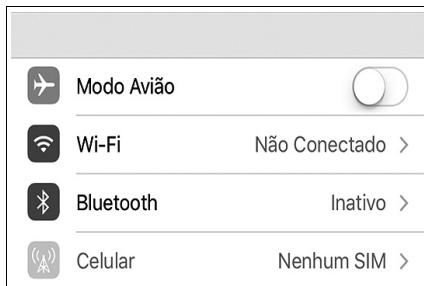 Modo Avião
Wi-Fi Não Conectado
Bluetooth Inativo
Celular Nenhum SIM